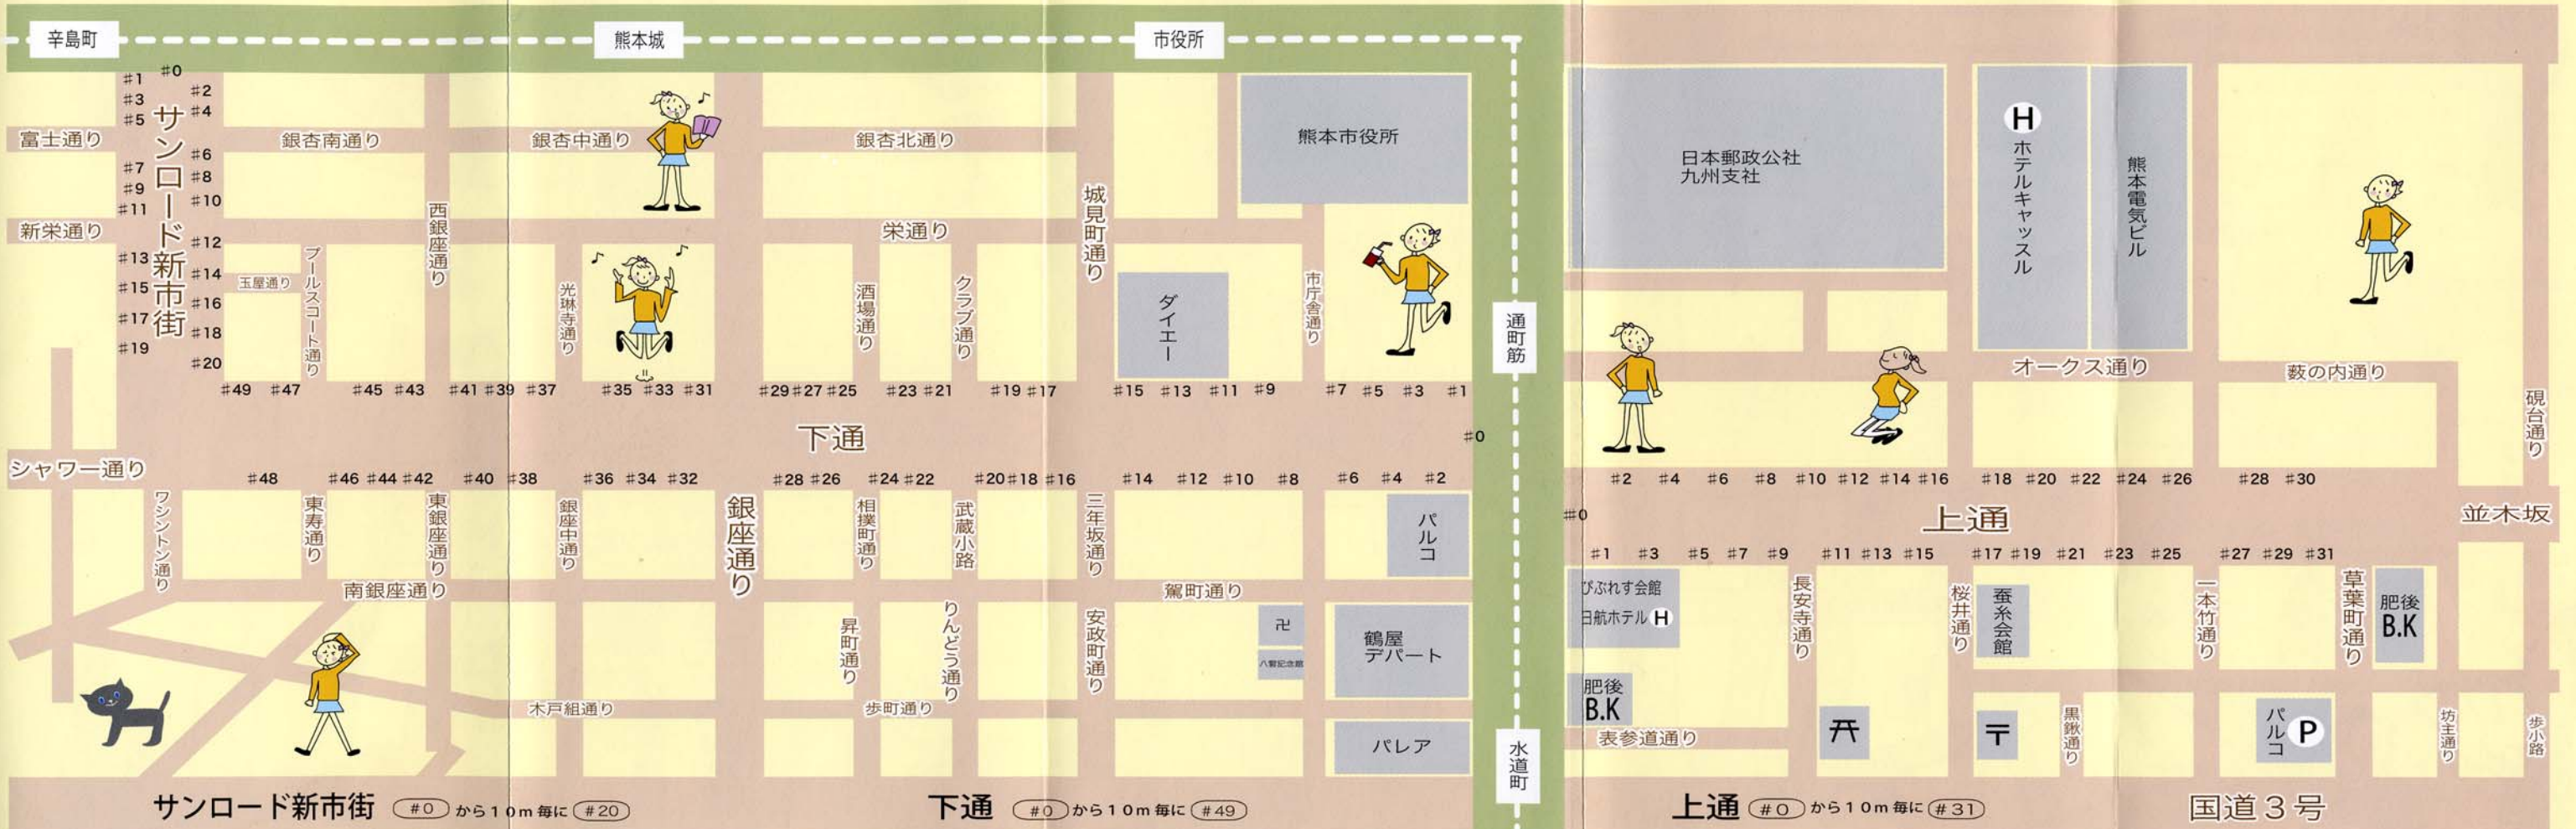 辛島町
熊本城
市役所
通町筋
水道町
#0
#1
#3
#5
#7
#9
#11
#13
#15
#17
#19
#2
#4
#6
#8
#10
#12
#14
#16
#18
#20
サンロード新市街
富士通り
新栄通り
銀杏南通り
銀杏中通り
銀杏北通り
栄通り
玉屋通り
プールスコート通り
西銀座通り
光琳寺通り
酒場通り
クラブ通り
城見町通り
市庁舎通り
熊本市役所
ダイエー
#49 #47 #45 #43 #41 #39 #37 #35 #33 #31 #29 #27 #25 #23 #21 #19 #17 #15 #13 #11 #9 #7 #5 #3 #1
下通
#0
シャワー通り
#48 #46 #44 #42 #40 #38 #36 #34 #32 #28 #26 #24 #22 #20 #18 #16 #14 #12 #10 #8 #6 #4 #2
ワシントン通り
東寿通り
東銀座通り
銀座中通り
銀座通り
相撲町通り
武蔵小路
三年坂通り
パルコ
南銀座通り
駕町通り
昇町通り
りんどう通り
安政町通り
卍
八雲記念館
鶴屋
デパート
木戸組通り
歩町通り
パレア
日本郵政公社
九州支社
H
ホテルキャッスル
熊本電気ビル
オークス通り
薮の内通り
硯台通り
#2 #4 #6 #8 #10 #12 #14 #16 #18 #20 #22 #24 #26 #28 #30
#0
上通
並木坂
#1 #3 #5 #7 #9 #11 #13 #15 #17 #19 #21 #23 #25 #27 #29 #31
びぷれす会館
日航ホテル H
長安寺通り
桜井通り
蚕糸会館
一本竹通り
草葉町通り
肥後
B.K
肥後
B.K
表参道通り
〒
黒鍬通り
パルコ P
坊主通り
歩小路
サンロード新市街 #0 から10m毎に #20
下通 #0 から10m毎に #49
上通 #0 から10m毎に #31
国道3号